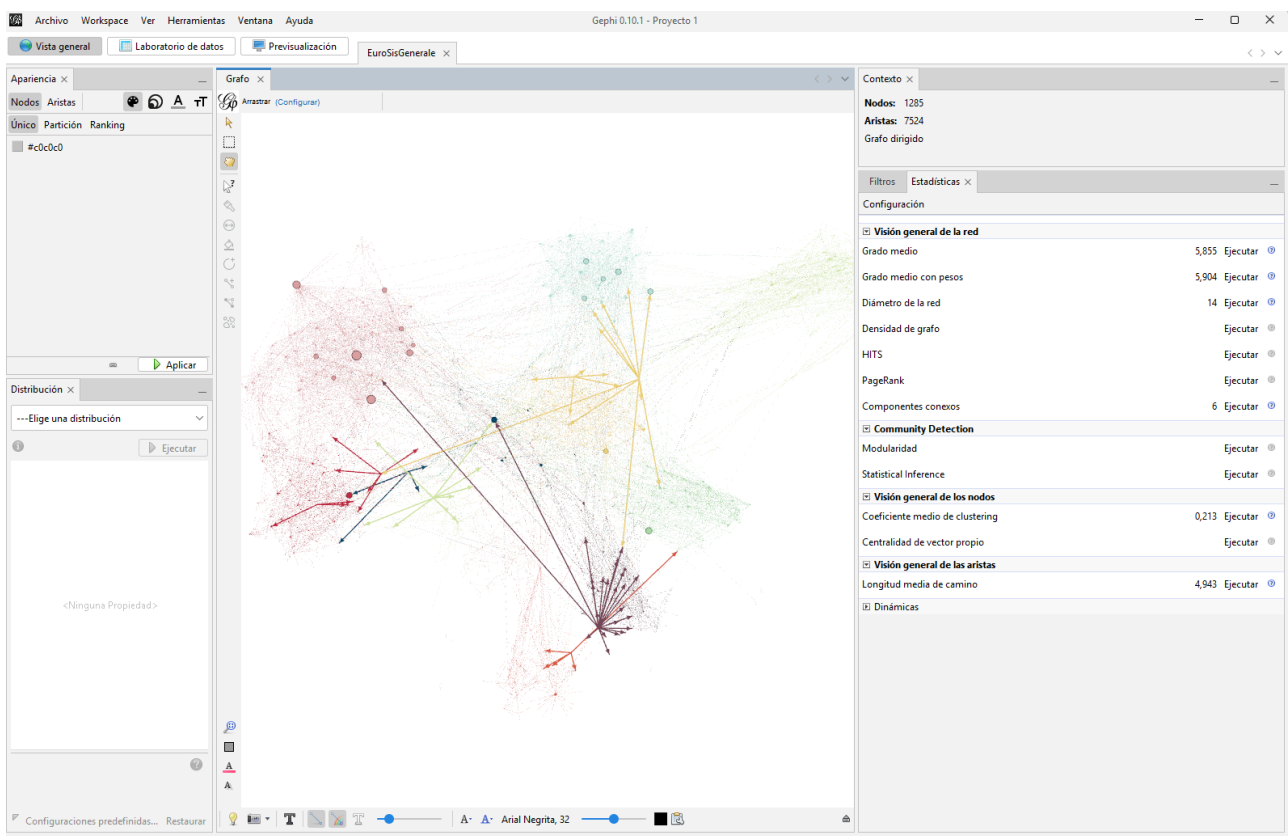 Archivo Workspace Ver Herramientas Ventana Ayuda Gephi 0.10.1 - Proyecto 1
Vista general Laboratorio de datos Previsualización EuroSisGenerale
Apariencia
Nodos Aristas A TT
Único Partición Ranking
#c0c0c0
Aplicar
Distribución
---Elige una distribución
Ejecutar
<Ninguna Propiedad>
Configuraciones predefinidas... Restaurar
Grafo
Arrastrar (Configurar)
A
A
T T A- A- Arial Negrita, 32
Contexto
Nodos: 1285
Aristas: 7524
Grafo dirigido
Filtros Estadísticas
Configuración
Visión general de la red
Grado medio 5,855 Ejecutar
Grado medio con pesos 5,904 Ejecutar
Diámetro de la red 14 Ejecutar
Densidad de grafo Ejecutar
HITS Ejecutar
PageRank Ejecutar
Componentes conexos 6 Ejecutar
Community Detection
Modularidad Ejecutar
Statistical Inference Ejecutar
Visión general de los nodos
Coeficiente medio de clustering 0,213 Ejecutar
Centralidad de vector propio Ejecutar
Visión general de las aristas
Longitud media de camino 4,943 Ejecutar
Dinámicas